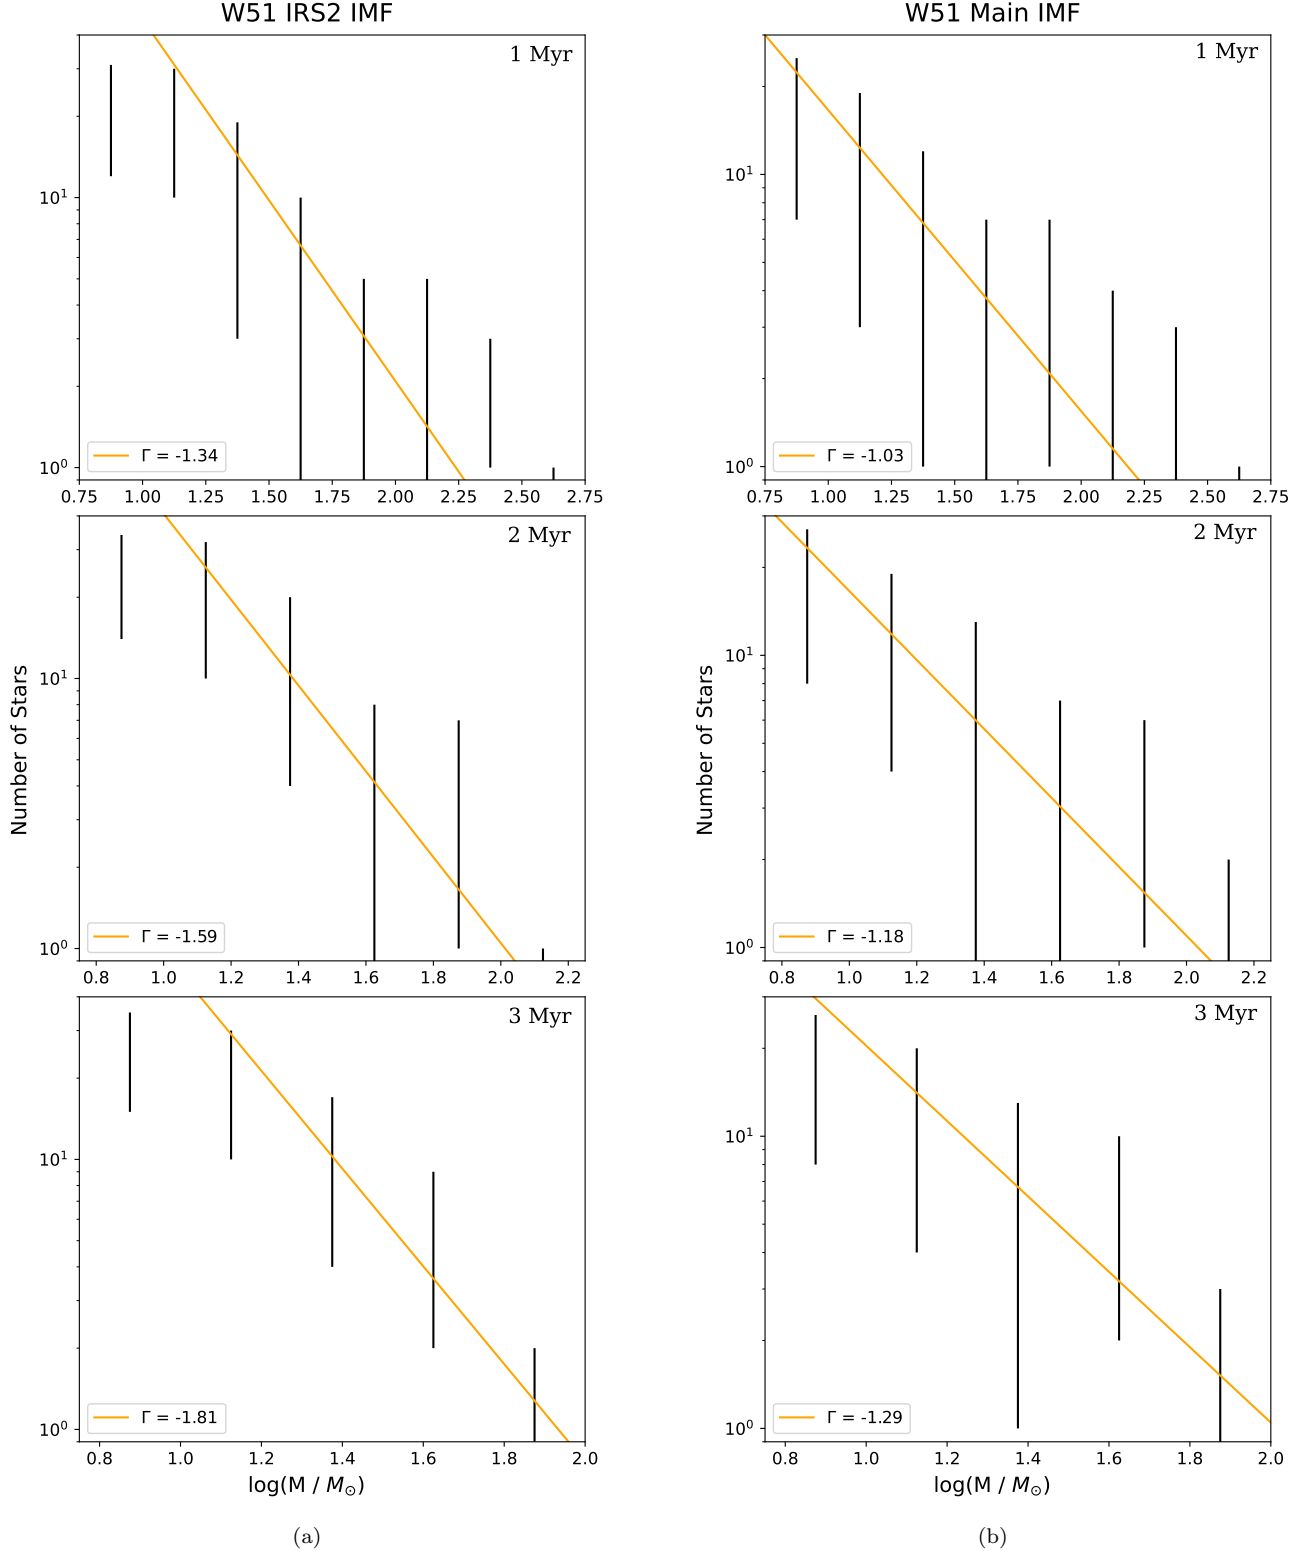 W51 IRS2 IMF
1 Myr
10¹
10⁰
Γ = -1.34
0.75 1.00 1.25 1.50 1.75 2.00 2.25 2.50 2.75
2 Myr
Number of Stars
10¹
10⁰
Γ = -1.59
0.8 1.0 1.2 1.4 1.6 1.8 2.0 2.2
3 Myr
10¹
10⁰
Γ = -1.81
0.8 1.0 1.2 1.4 1.6 1.8 2.0
log(M / M⊙)
(a)
W51 Main IMF
1 Myr
10¹
10⁰
Γ = -1.03
0.75 1.00 1.25 1.50 1.75 2.00 2.25 2.50 2.75
2 Myr
Number of Stars
10¹
10⁰
Γ = -1.18
0.8 1.0 1.2 1.4 1.6 1.8 2.0 2.2
3 Myr
10¹
10⁰
Γ = -1.29
0.8 1.0 1.2 1.4 1.6 1.8 2.0
log(M / M⊙)
(b)